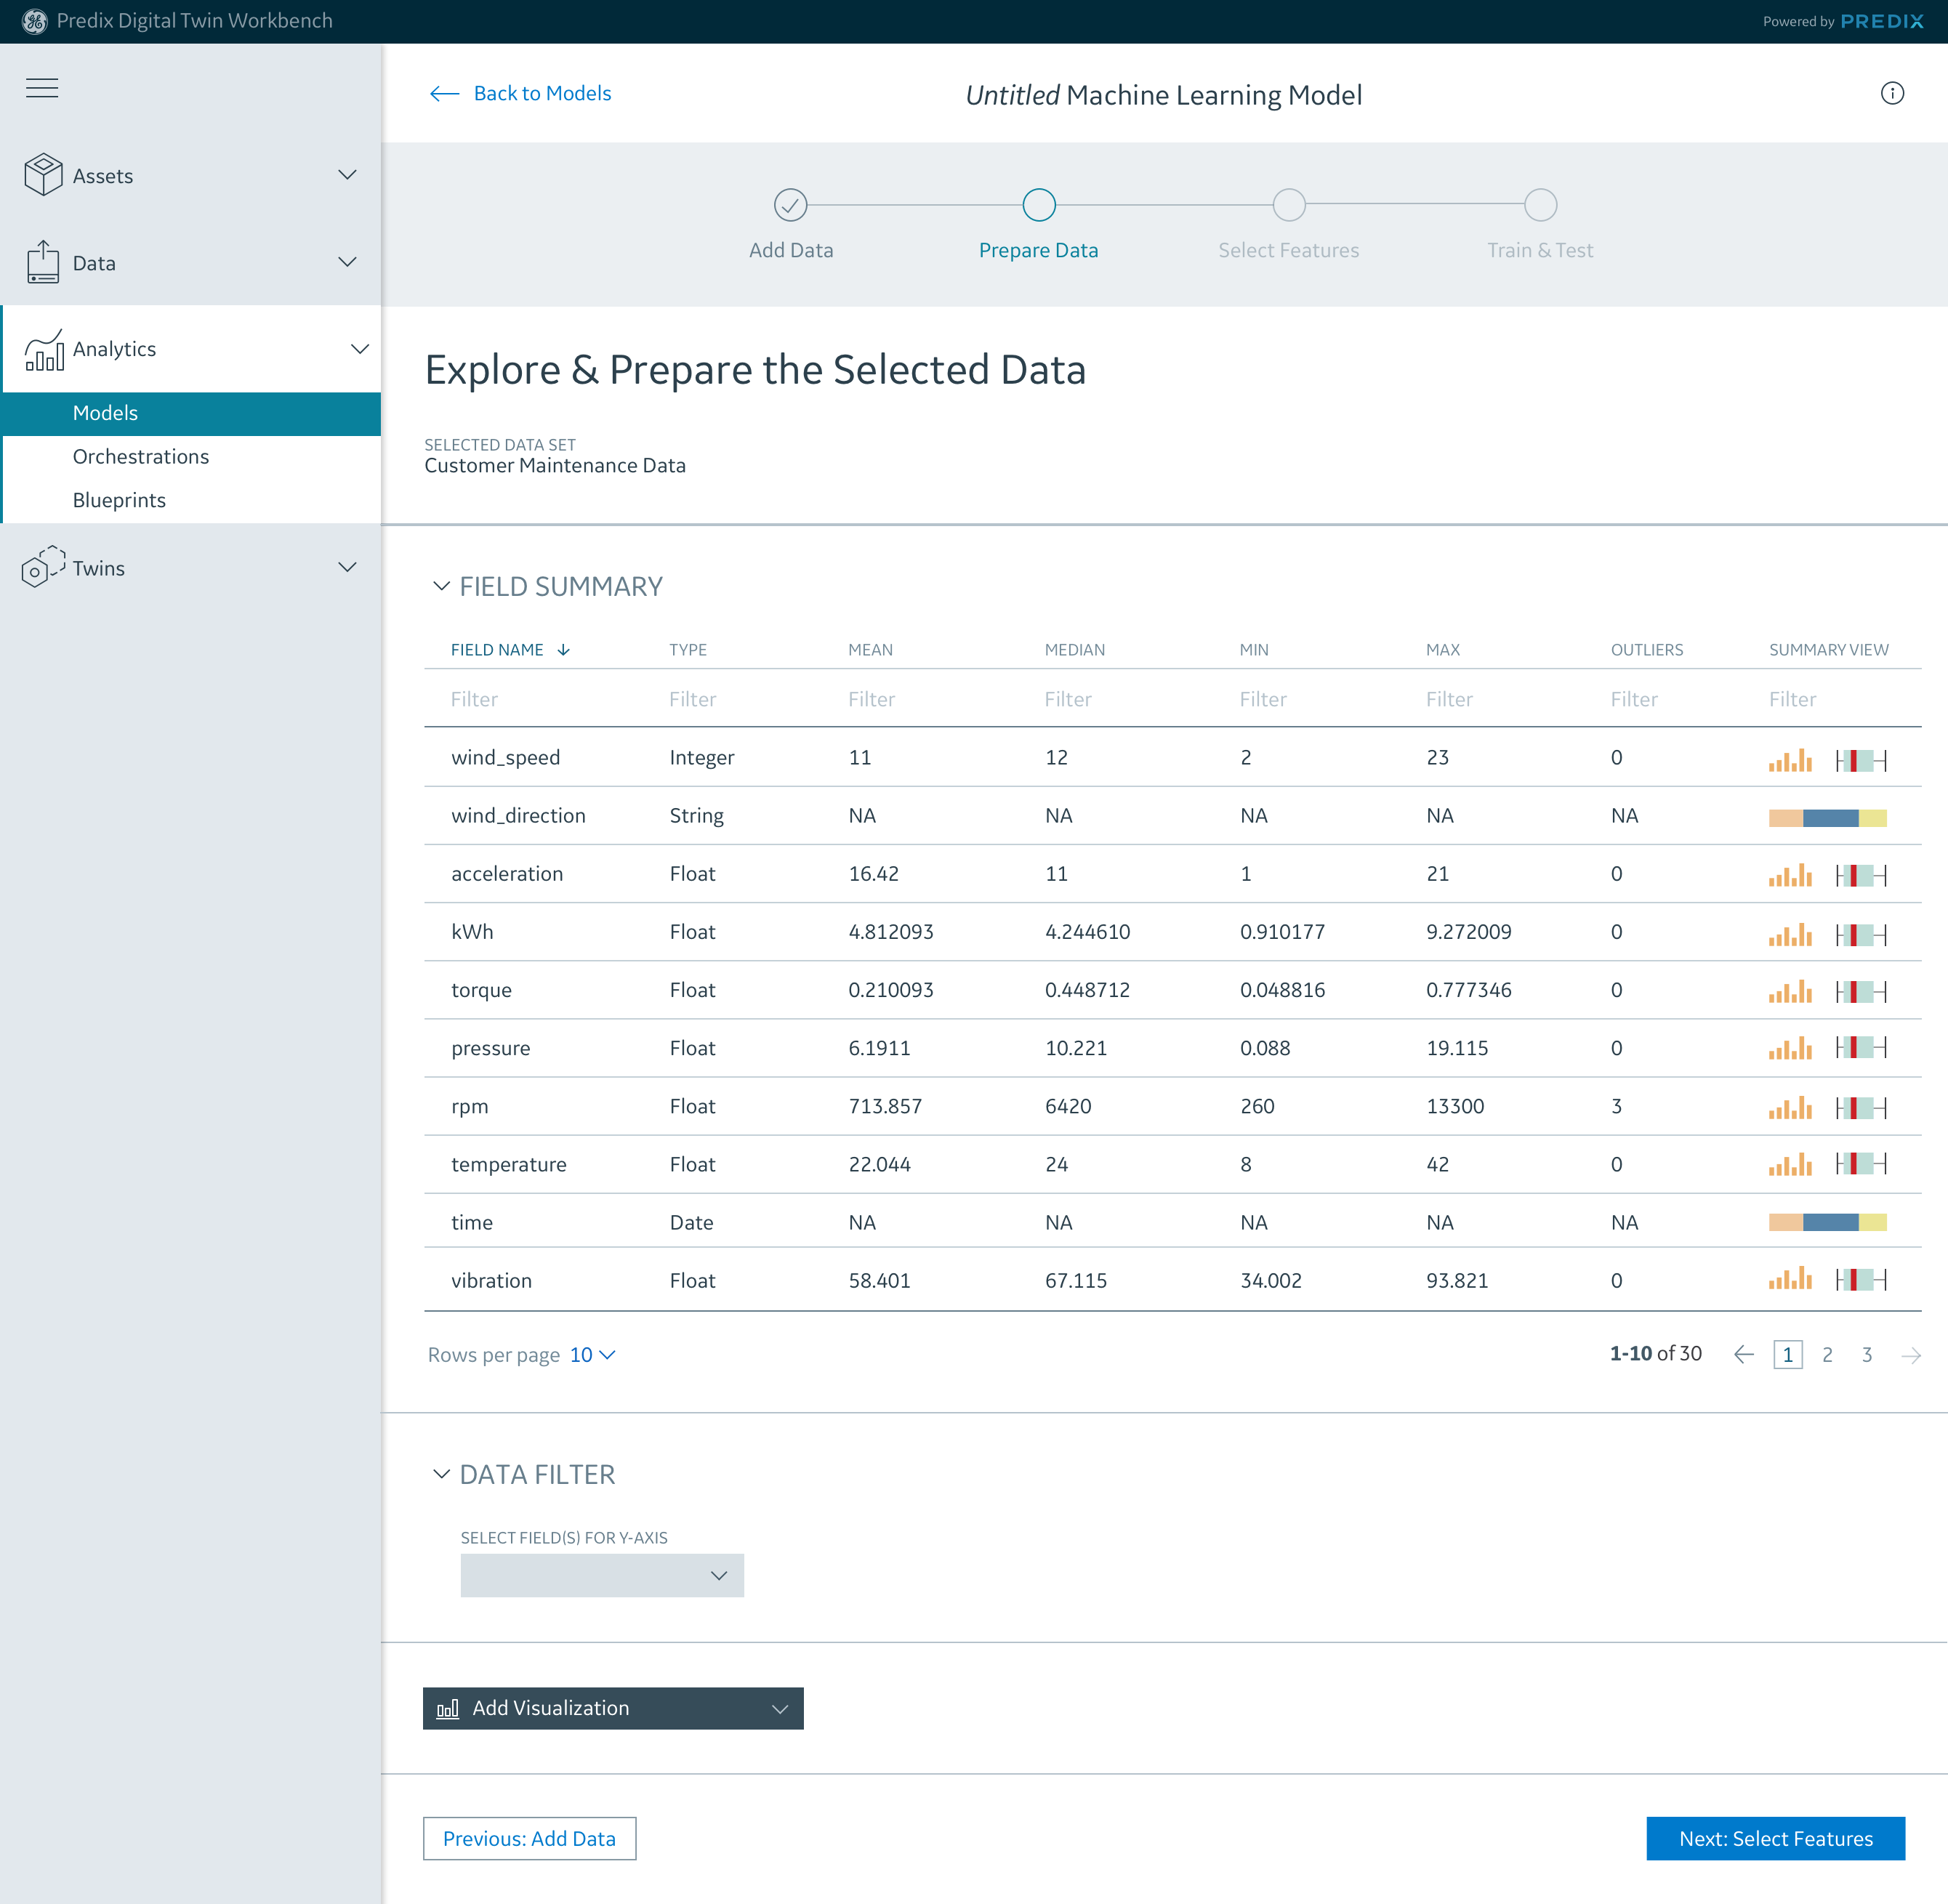 Predix Digital Twin Workbench
Powered by PREDIX
Back to Models
Untitled Machine Learning Model
Assets
Data
Analytics
Models
Orchestrations
Blueprints
Twins
Add Data
Prepare Data
Select Features
Train & Test
Explore & Prepare the Selected Data
SELECTED DATA SET
Customer Maintenance Data
FIELD SUMMARY
FIELD NAME TYPE MEAN MEDIAN MIN MAX OUTLIERS SUMMARY VIEW
Filter Filter Filter Filter Filter Filter Filter Filter
wind_speed Integer 11 12 2 23 0
wind_direction String NA NA NA NA NA
acceleration Float 16.42 11 1 21 0
kWh Float 4.812093 4.244610 0.910177 9.272009 0
torque Float 0.210093 0.448712 0.048816 0.777346 0
pressure Float 6.1911 10.221 0.088 19.115 0
rpm Float 713.857 6420 260 13300 3
temperature Float 22.044 24 8 42 0
time Date NA NA NA NA NA
vibration Float 58.401 67.115 34.002 93.821 0
Rows per page 10
1-10 of 30 1 2 3
DATA FILTER
SELECT FIELD(S) FOR Y-AXIS
Add Visualization
Previous: Add Data
Next: Select Features